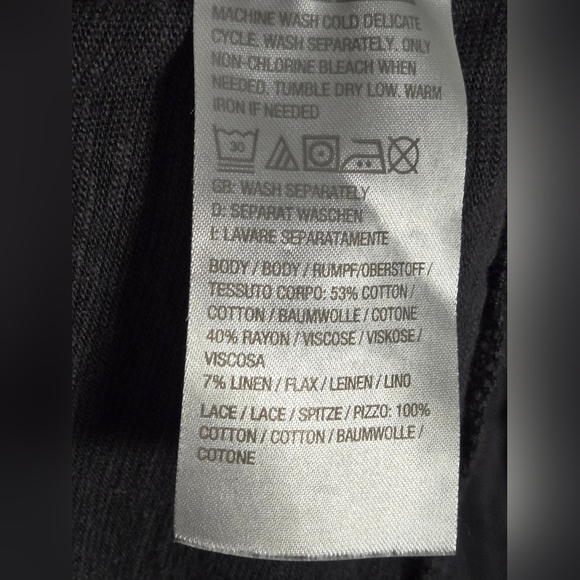 MACHINE WASH COLD DELICATE
CYCLE. WASH SEPARATELY. ONLY
NON-CHLORINE BLEACH WHEN
NEEDED. TUMBLE DRY LOW. WARM
IRON IF NEEDED
30
GB: WASH SEPARATELY
D: SEPARAT WASCHEN
I: LAVARE SEPARATAMENTE
BODY / BODY / RUMPF/OBERSTOFF /
TESSUTO CORPO: 53% COTTON /
COTTON / BAUMWOLLE / COTONE
40% RAYON / VISCOSE / VISKOSE /
VISCOSA
7% LINEN / FLAX / LEINEN / LINO
LACE / LACE / SPITZE / PIZZO: 100%
COTTON / COTTON / BAUMWOLLE /
COTONE